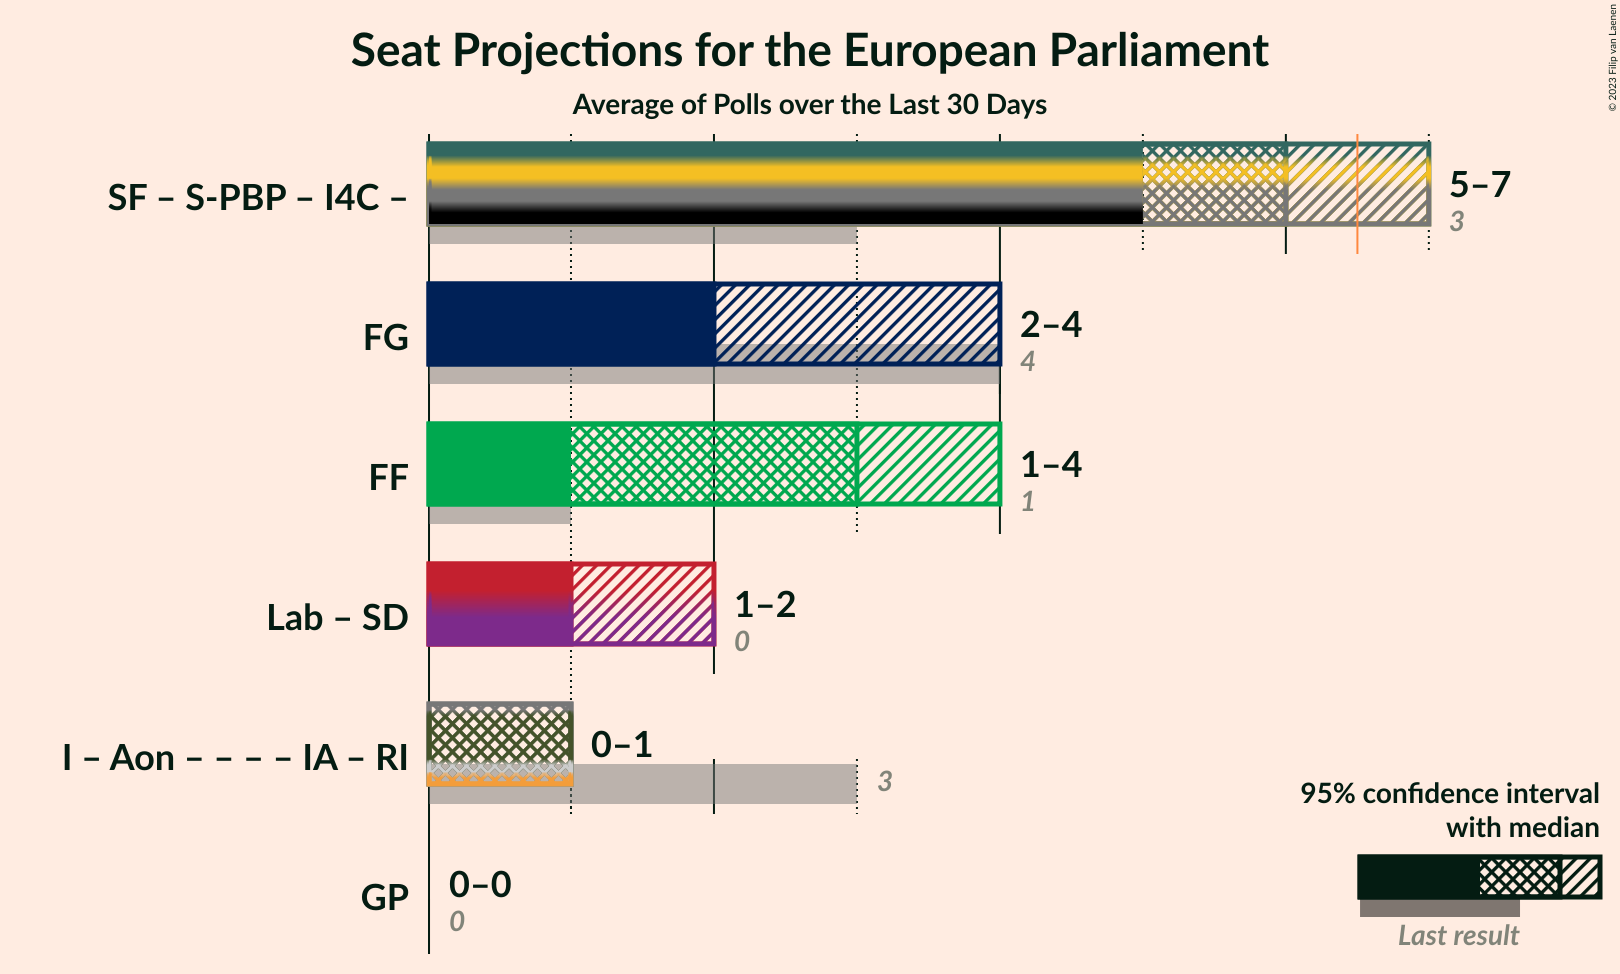 Seat Projections for the European Parliament
Average of Polls over the Last 30 Days
© 2023 Filip van Laenen
SF – S-PBP – I4C –
5–7
3
FG
2–4
4
FF
1–4
1
Lab – SD
1–2
0
I – Aon – – – – IA – RI
0–1
3
GP
0–0
0
95% confidence interval
with median
Last result